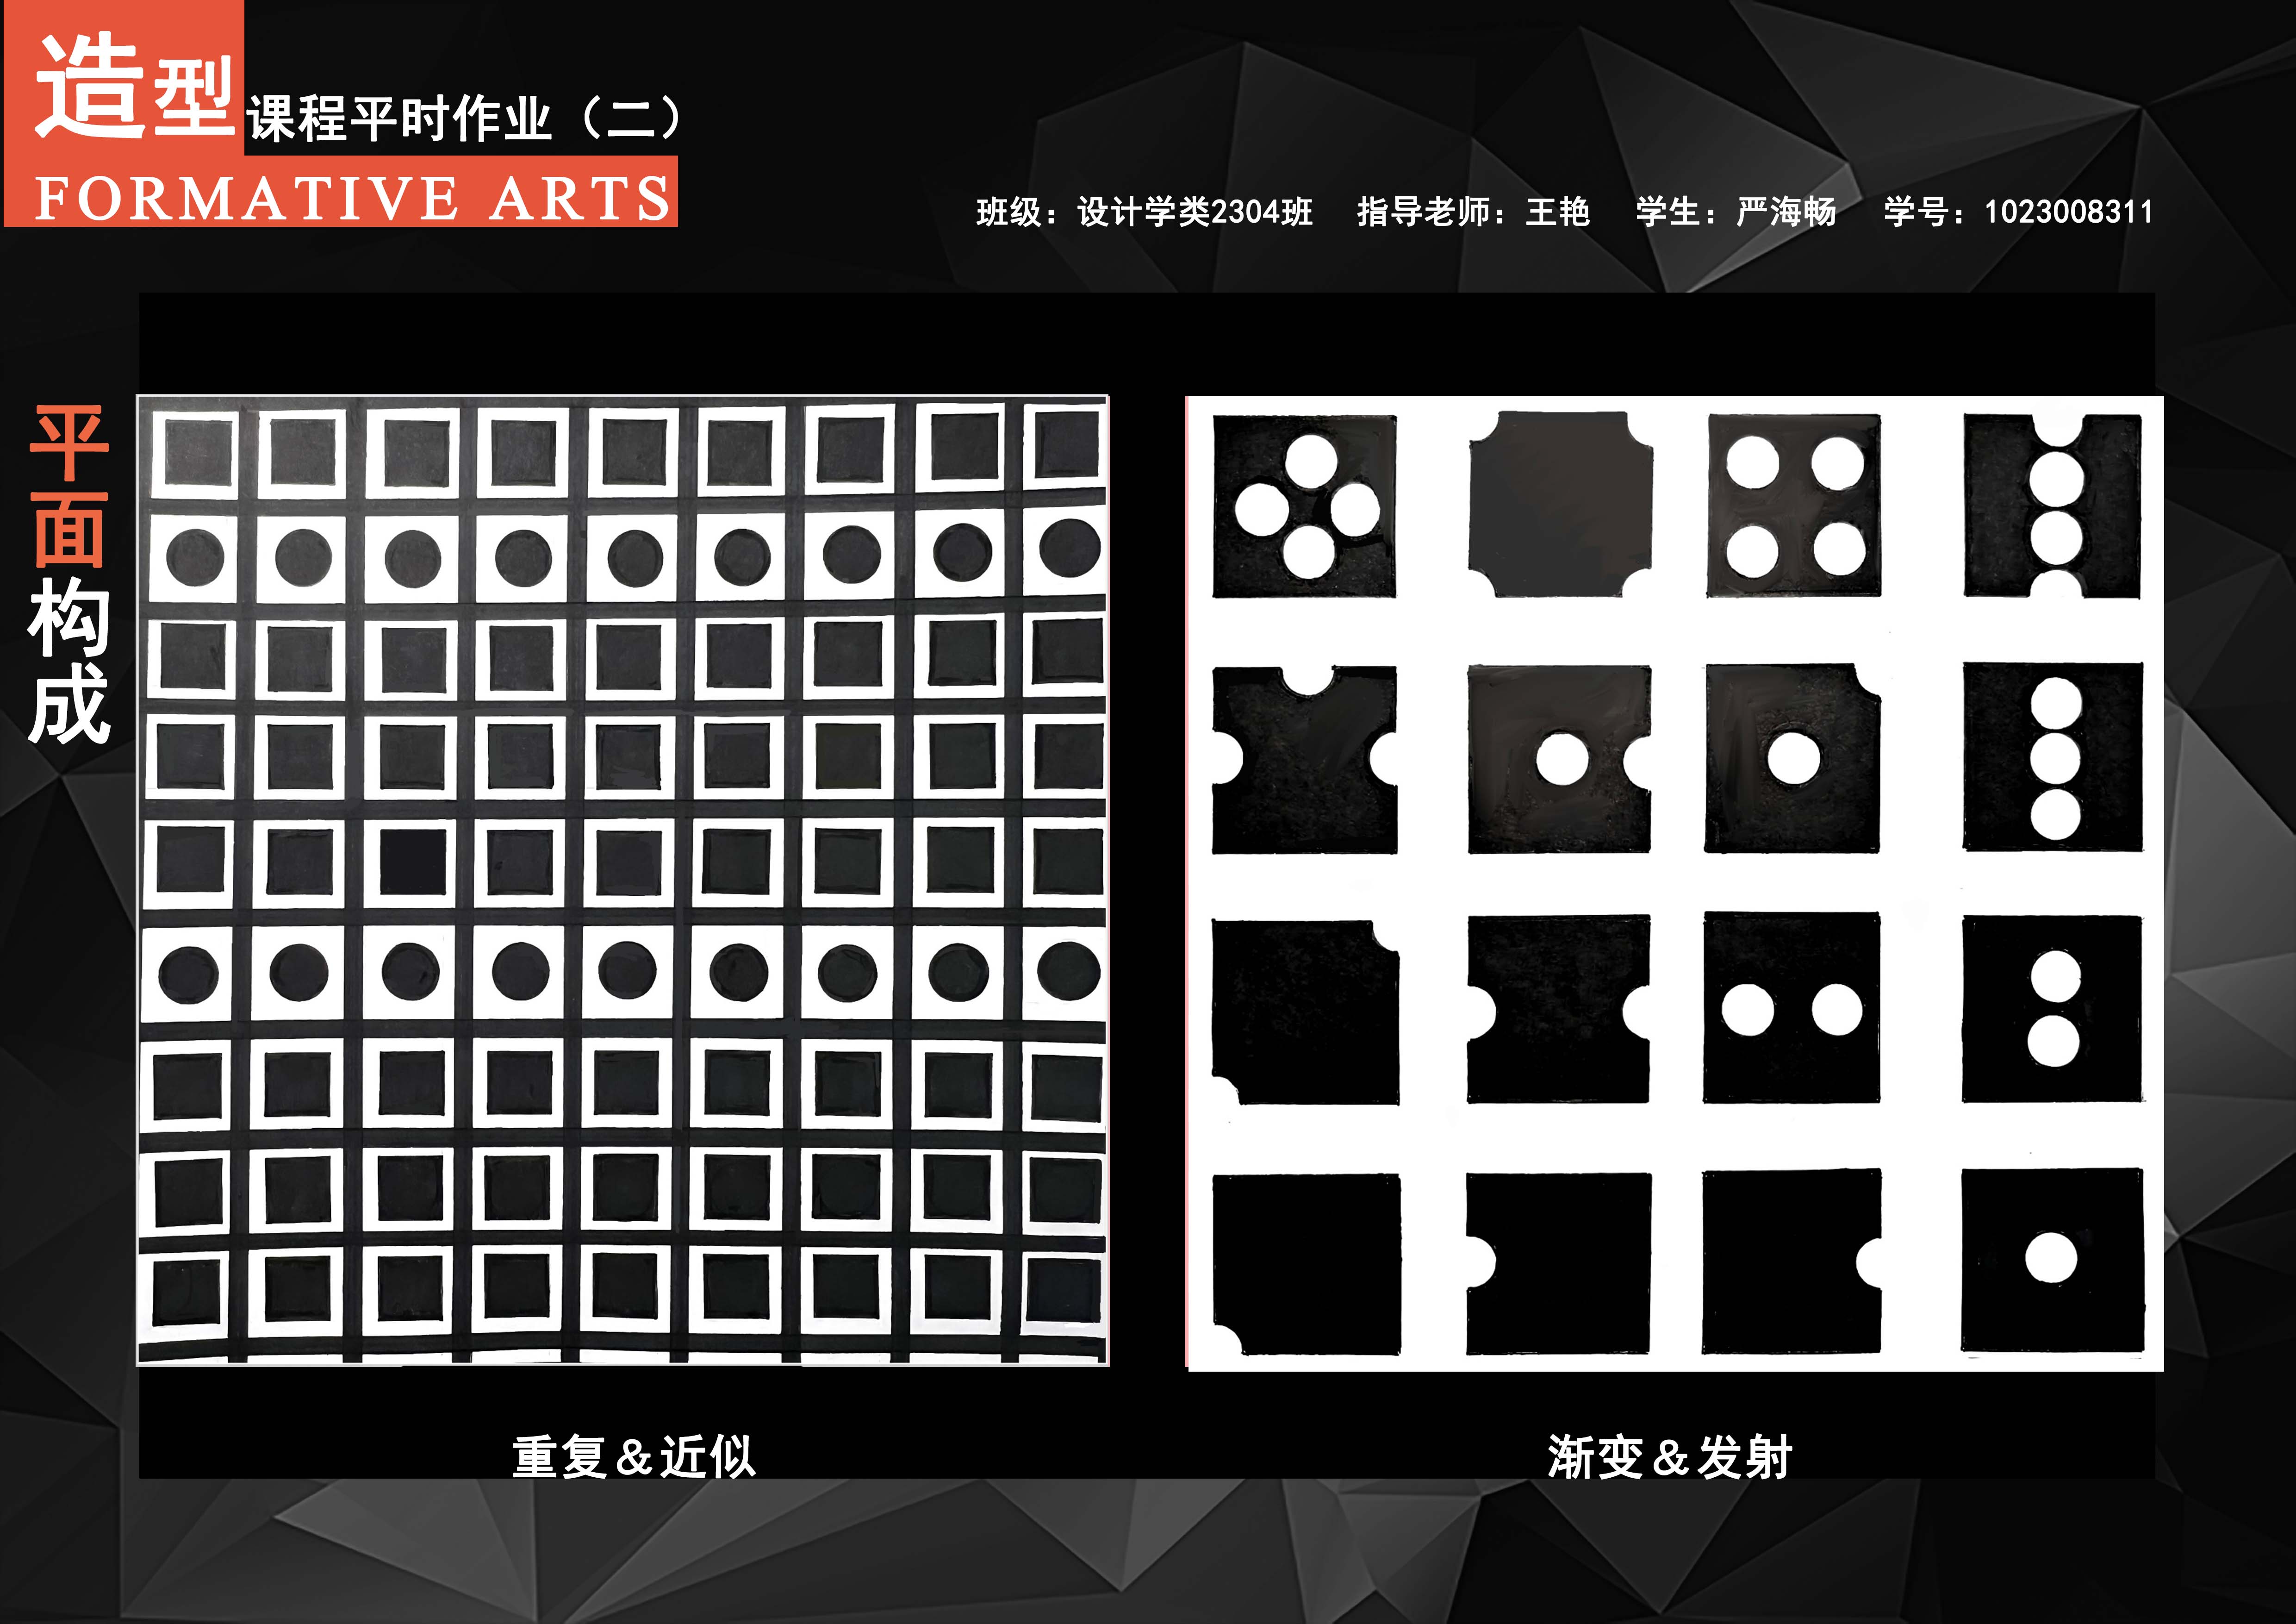 造型课程平时作业（二）
FORMATIVE ARTS
班级：设计学类2304班 指导老师：王艳 学生：严海畅 学号：1023008311
平面构成
重复＆近似
渐变＆发射